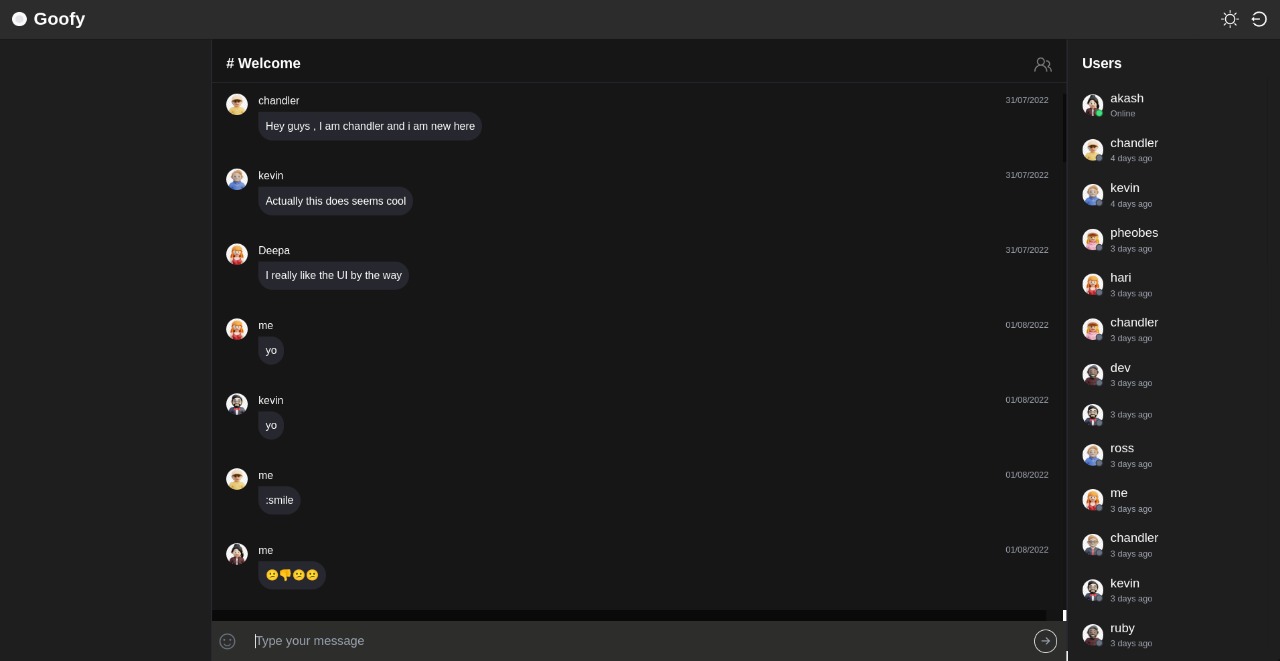 Goofy
# Welcome
chandler
31/07/2022
Hey guys , I am chandler and i am new here
kevin
31/07/2022
Actually this does seems cool
Deepa
31/07/2022
I really like the UI by the way
me
01/08/2022
yo
kevin
01/08/2022
yo
me
01/08/2022
:smile
me
01/08/2022
😕👎😕😕
Type your message
Users
akash
Online
chandler
4 days ago
kevin
4 days ago
pheobes
3 days ago
hari
3 days ago
chandler
3 days ago
dev
3 days ago
3 days ago
ross
3 days ago
me
3 days ago
chandler
3 days ago
kevin
3 days ago
ruby
3 days ago